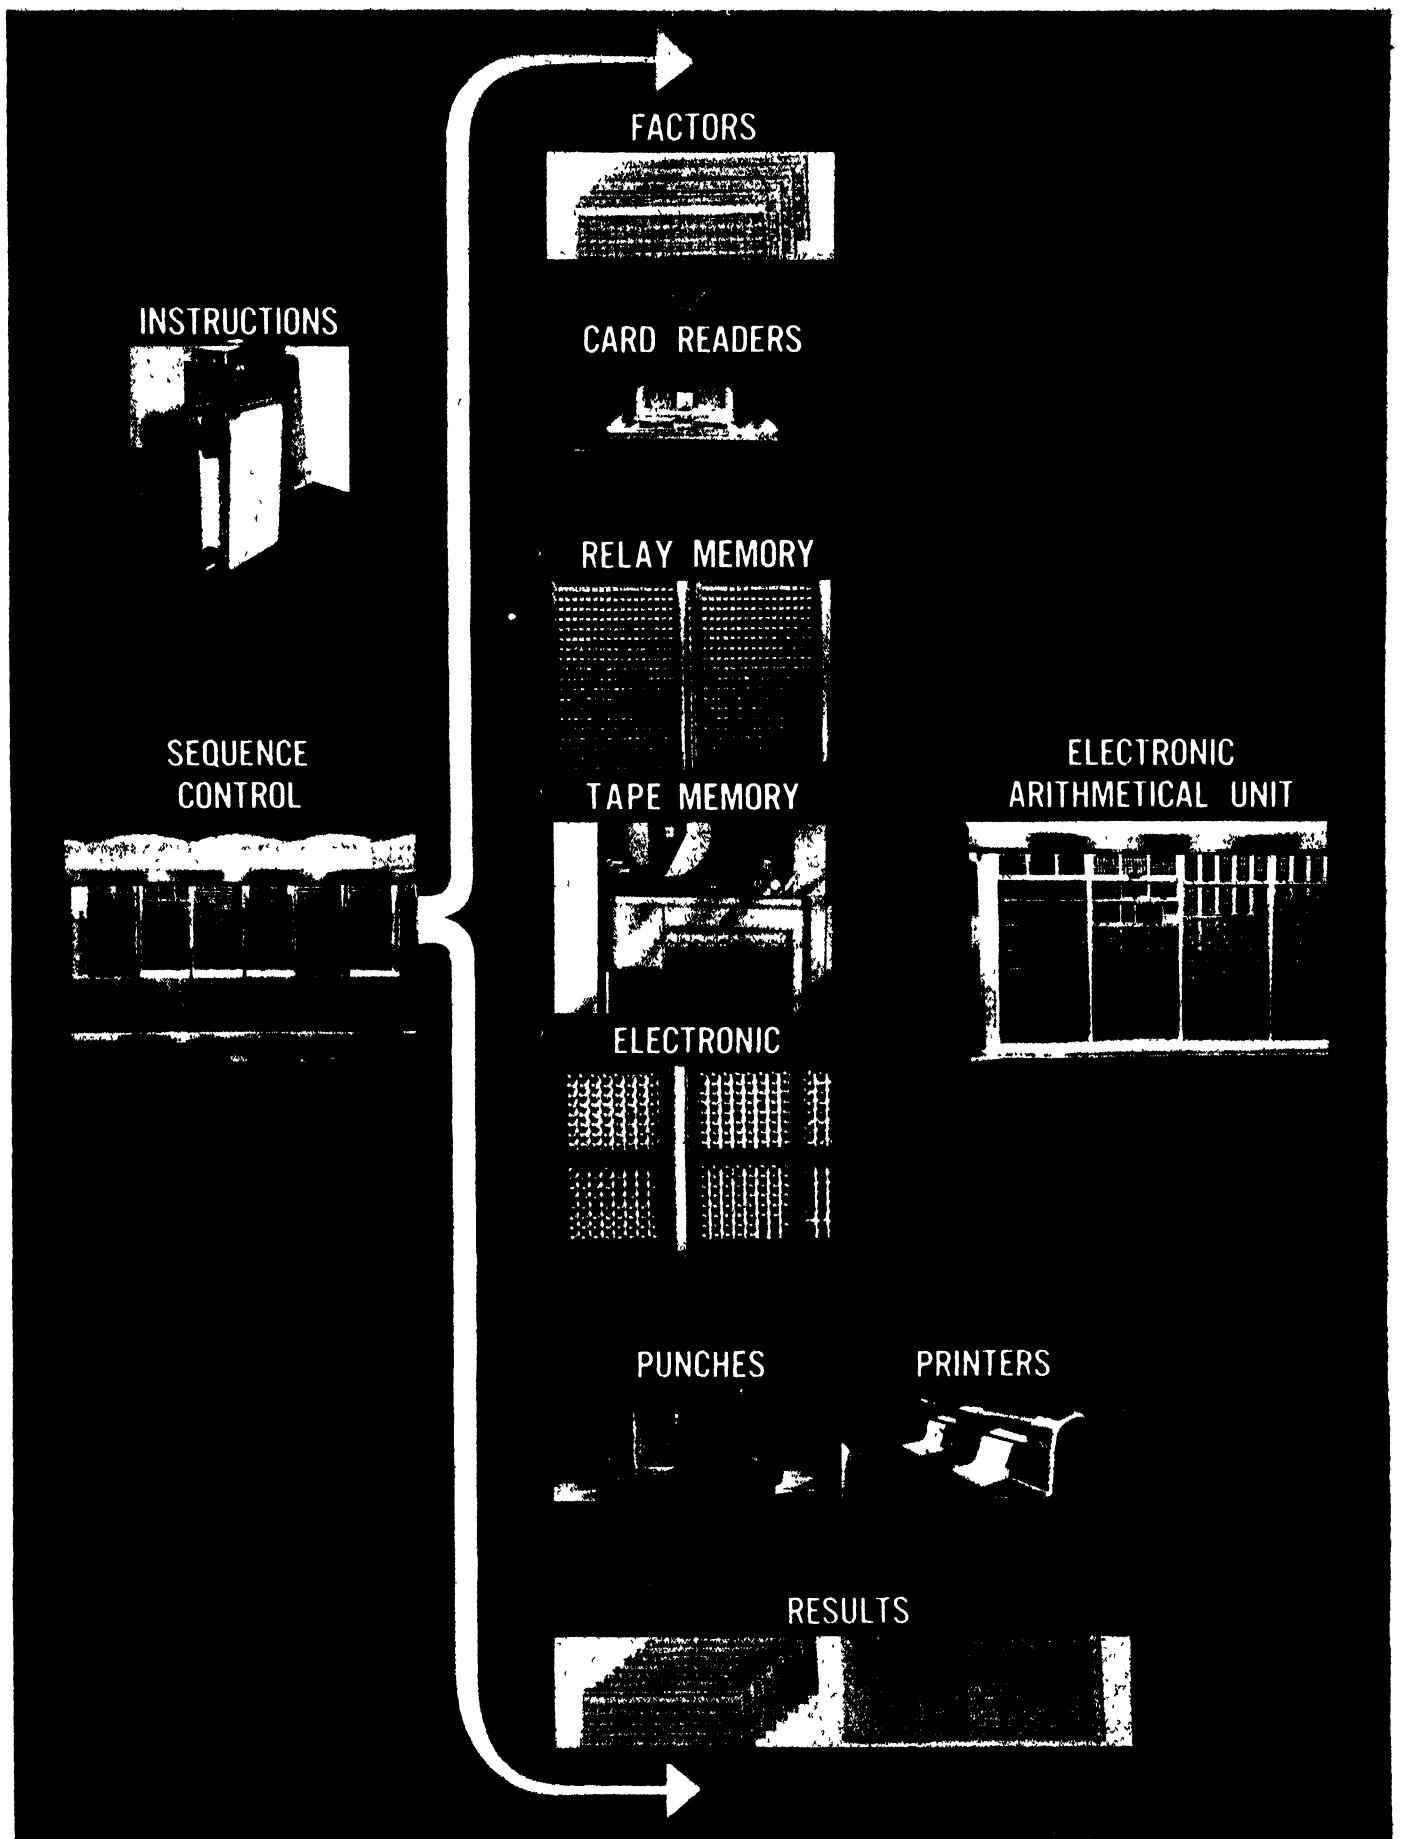 FACTORS
INSTRUCTIONS
CARD READERS
RELAY MEMORY
SEQUENCE
CONTROL
ELECTRONIC
ARITHMETICAL UNIT
TAPE MEMORY
ELECTRONIC
PUNCHES
PRINTERS
RESULTS